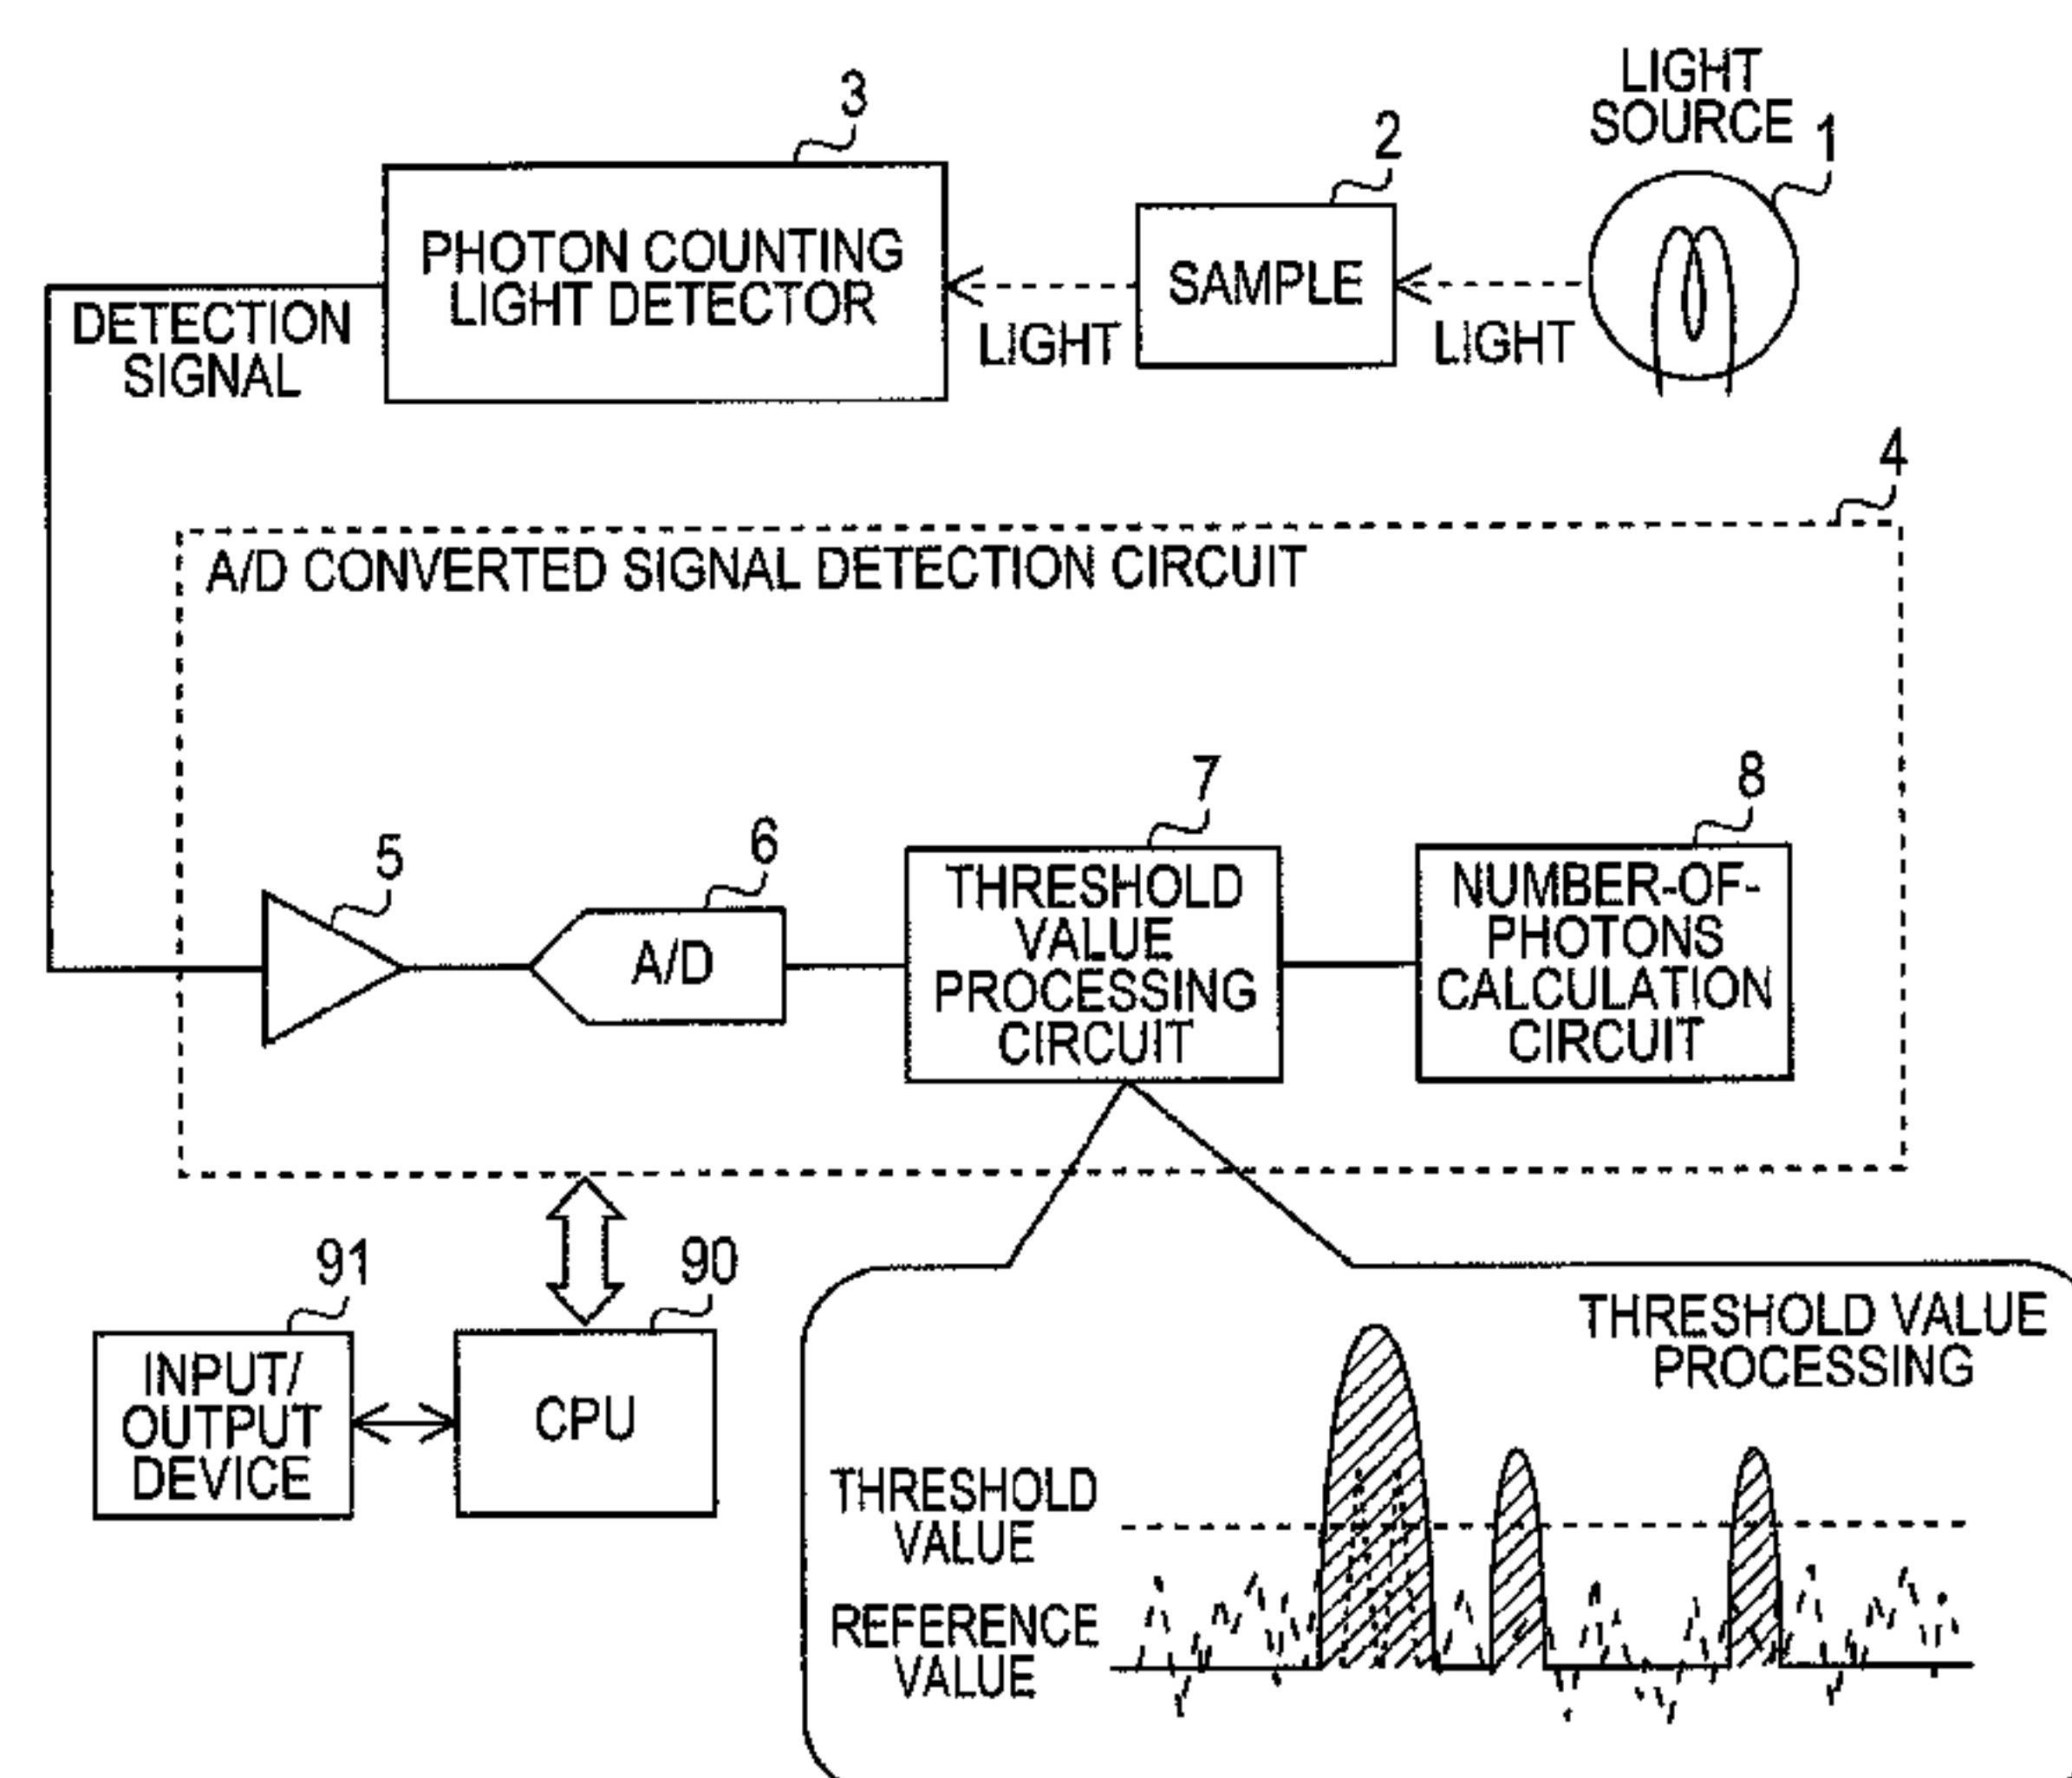 LIGHT
SOURCE
1
2
3
PHOTON COUNTING
LIGHT DETECTOR
SAMPLE
LIGHT
LIGHT
DETECTION
SIGNAL
4
A/D CONVERTED SIGNAL DETECTION CIRCUIT
5
6
A/D
7
THRESHOLD
VALUE
PROCESSING
CIRCUIT
8
NUMBER-OF-
PHOTONS
CALCULATION
CIRCUIT
91
INPUT/
OUTPUT
DEVICE
90
CPU
THRESHOLD VALUE
PROCESSING
THRESHOLD
VALUE
REFERENCE
VALUE